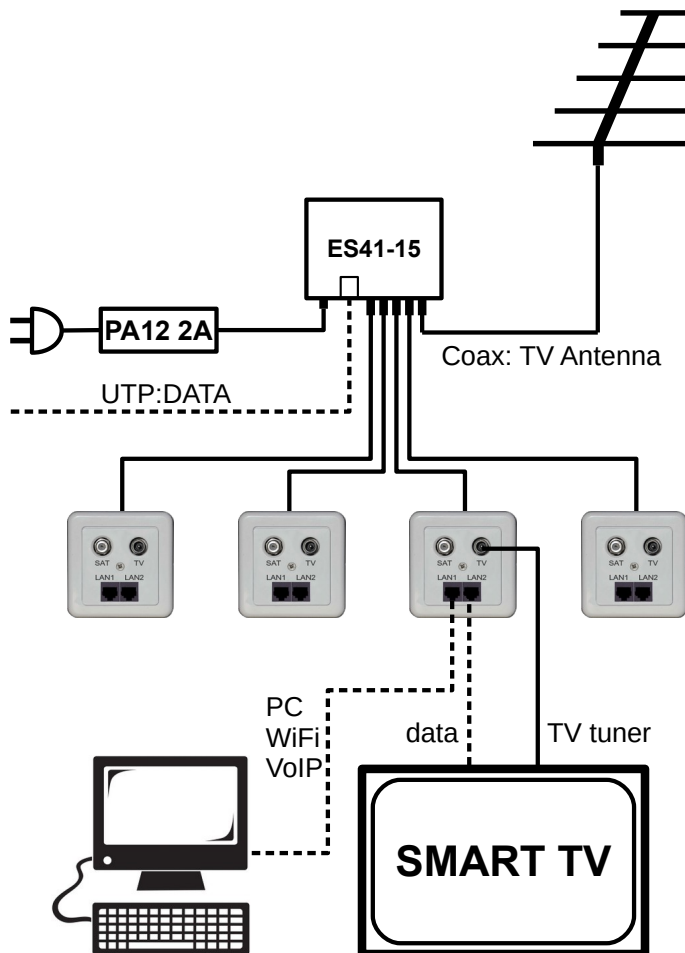 ES41-15
PA12 2A
Coax: TV Antenna
UTP:DATA
SAT TV
LAN1 LAN2
SAT TV
LAN1 LAN2
SAT TV
LAN1 LAN2
SAT TV
LAN1 LAN2
PC
WiFi
VoIP
data
TV tuner
SMART TV